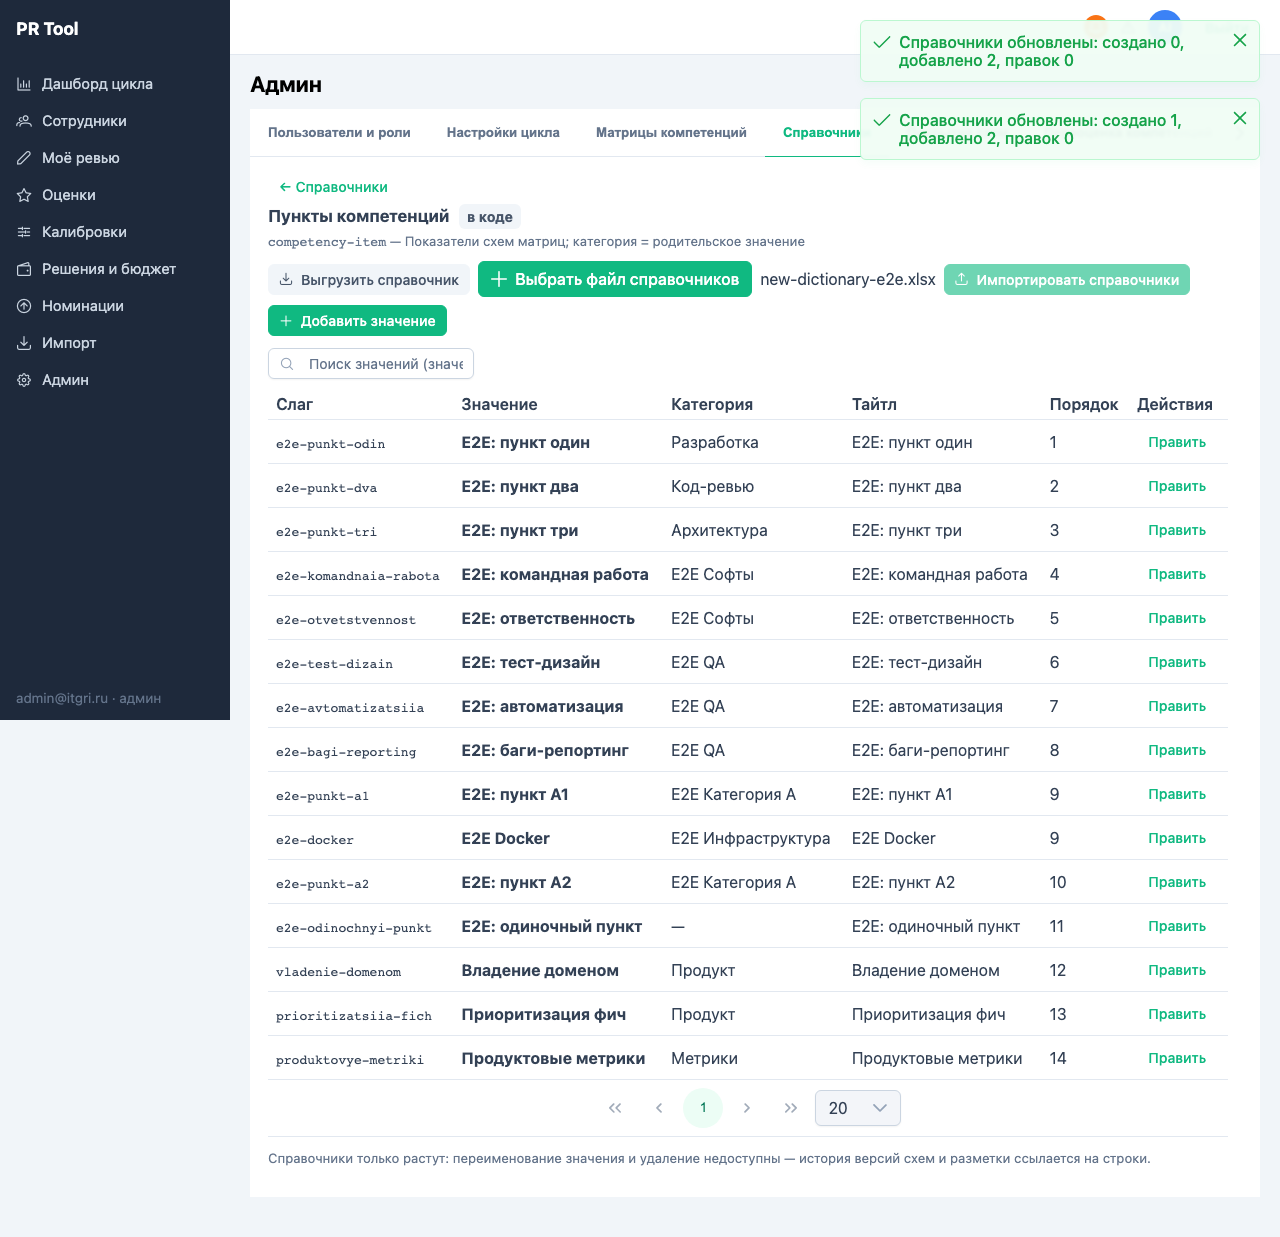 PR Tool
Дашборд цикла
Сотрудники
Моё ревью
Оценки
Калибровки
Решения и бюджет
Номинации
Импорт
Админ
admin@itgri.ru · админ
Админ
Справочники обновлены: создано 0,
добавлено 2, правок 0
Справочники обновлены: создано 1,
добавлено 2, правок 0
Пользователи и роли Настройки цикла Матрицы компетенций Справочник
← Справочники
Пункты компетенций в коде
competency-item — Показатели схем матриц; категория = родительское значение
Выгрузить справочник Выбрать файл справочников new-dictionary-e2e.xlsx Импортировать справочники
Добавить значение
Поиск значений (значе
Слаг Значение Категория Тайтл Порядок Действия
e2e-punkt-odin E2E: пункт один Разработка E2E: пункт один 1 Править
e2e-punkt-dva E2E: пункт два Код-ревью E2E: пункт два 2 Править
e2e-punkt-tri E2E: пункт три Архитектура E2E: пункт три 3 Править
e2e-komandnaia-rabota E2E: командная работа E2E Софты E2E: командная работа 4 Править
e2e-otvetstvennost E2E: ответственность E2E Софты E2E: ответственность 5 Править
e2e-test-dizain E2E: тест-дизайн E2E QA E2E: тест-дизайн 6 Править
e2e-avtomatizatsiia E2E: автоматизация E2E QA E2E: автоматизация 7 Править
e2e-bagi-reporting E2E: баги-репортинг E2E QA E2E: баги-репортинг 8 Править
e2e-punkt-a1 E2E: пункт А1 E2E Категория А E2E: пункт А1 9 Править
e2e-docker E2E Docker E2E Инфраструктура E2E Docker 9 Править
e2e-punkt-a2 E2E: пункт А2 E2E Категория А E2E: пункт А2 10 Править
e2e-odinochnyi-punkt E2E: одиночный пункт — E2E: одиночный пункт 11 Править
vladenie-domenom Владение доменом Продукт Владение доменом 12 Править
prioritizatsiia-fich Приоритизация фич Продукт Приоритизация фич 13 Править
produktovye-metriki Продуктовые метрики Метрики Продуктовые метрики 14 Править
1 20
Справочники только растут: переименование значения и удаление недоступны — история версий схем и разметки ссылается на строки.